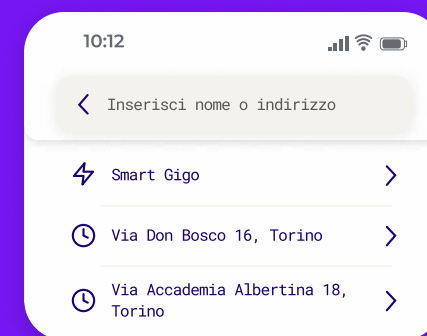 10:12
Inserisci nome o indirizzo
Smart Gigo
Via Don Bosco 16, Torino
Via Accademia Albertina 18,
Torino